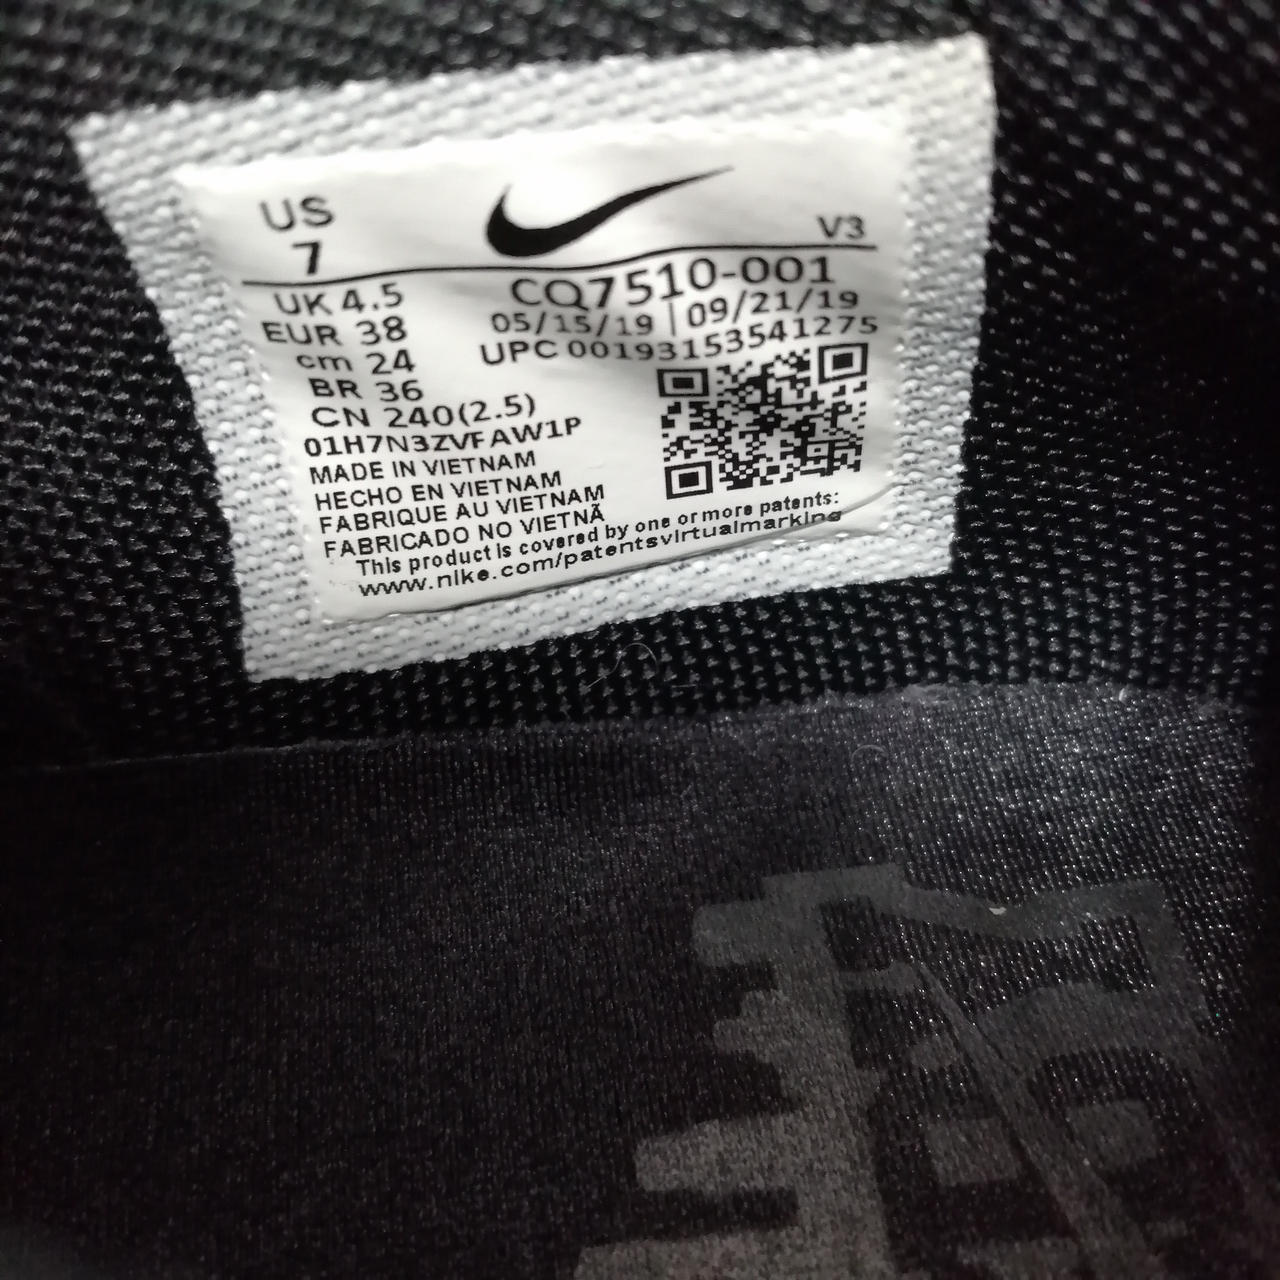 US
7
V3
UK 4.5
EUR 38
cm 24
BR 36
CN 240(2.5)
CQ7510-001
05/15/19 | 09/21/19
UPC 00193153541275
01H7N3ZVFAW1P
MADE IN VIETNAM
HECHO EN VIETNAM
FABRIQUE AU VIETNAM
FABRICADO NO VIETNÃ
This product is covered by one or more patents:
www.nike.com/patentsvirtualmarking